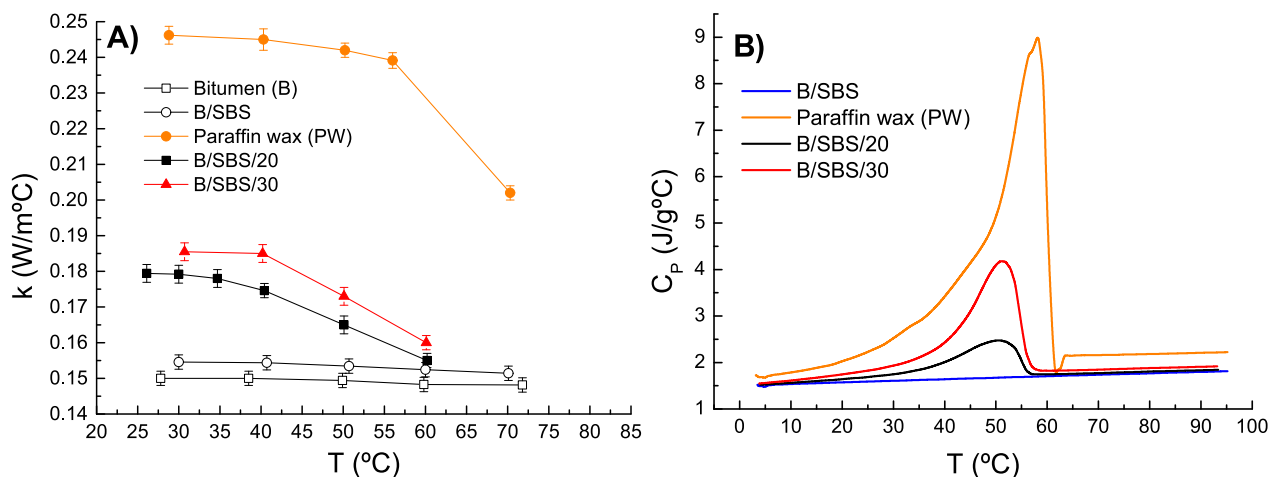 A)
0.25
0.24
0.23
0.22
0.21
0.20
0.19
0.18
0.17
0.16
0.15
0.14
k (W/mºC)
Bitumen (B)
B/SBS
Paraffin wax (PW)
B/SBS/20
B/SBS/30
20 25 30 35 40 45 50 55 60 65 70 75 80 85
T (ºC)
B)
9
8
7
6
5
4
3
2
1
C_P (J/gºC)
B/SBS
Paraffin wax (PW)
B/SBS/20
B/SBS/30
0 10 20 30 40 50 60 70 80 90 100
T (ºC)